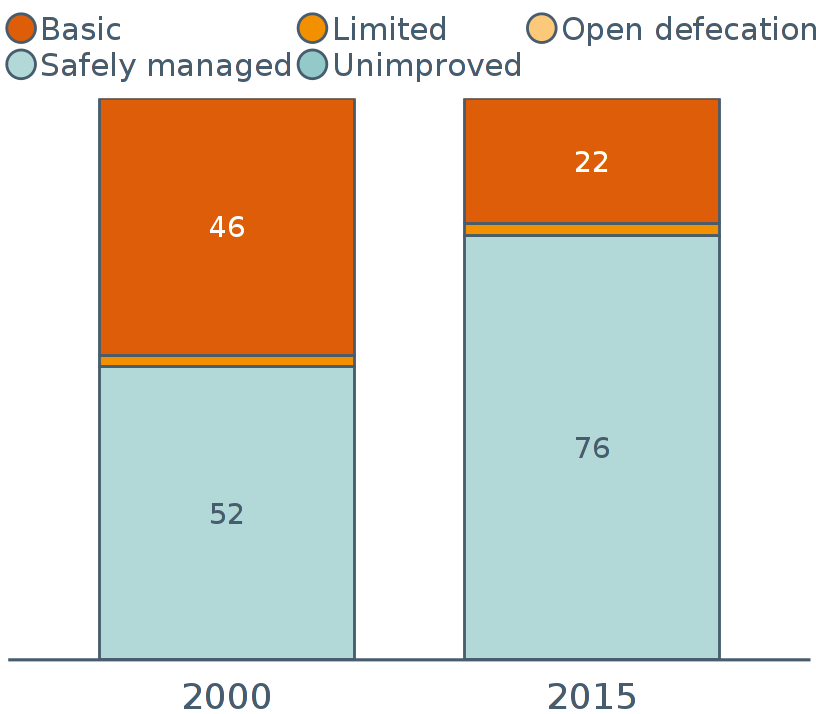 Basic Limited Open defecation
Safely managed Unimproved
46
22
52
76
2000 2015